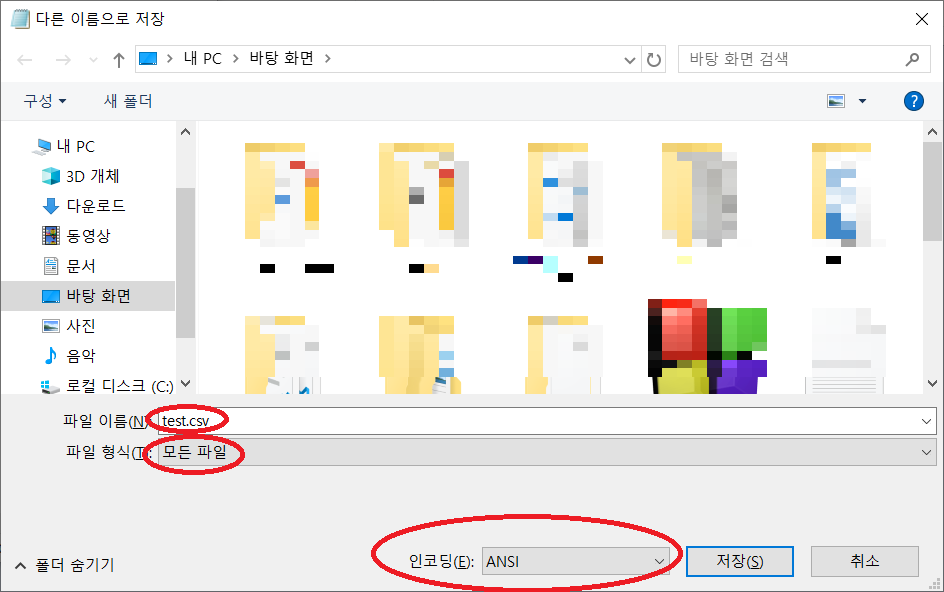 다른 이름으로 저장
내 PC > 바탕 화면 >
바탕 화면 검색
구성
새 폴더
내 PC
3D 개체
다운로드
동영상
문서
바탕 화면
사진
음악
로컬 디스크 (C:)
파일 이름(N): test.csv
파일 형식(T): 모든 파일
폴더 숨기기
인코딩(E): ANSI
저장(S)
취소